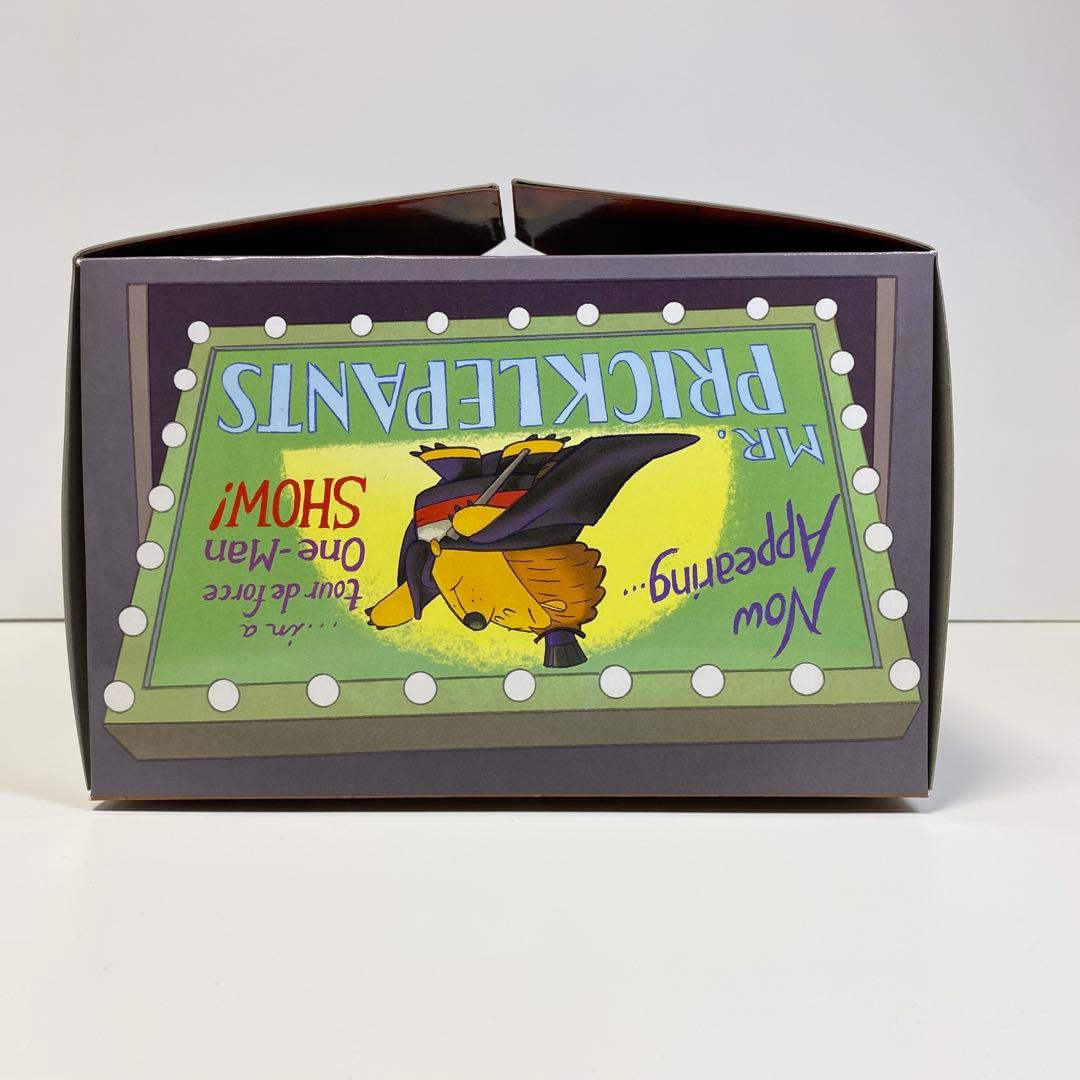 Now
Appearing...
MR.
PRICKLEPANTS
...in a
tour de force
One-Man
SHOW!